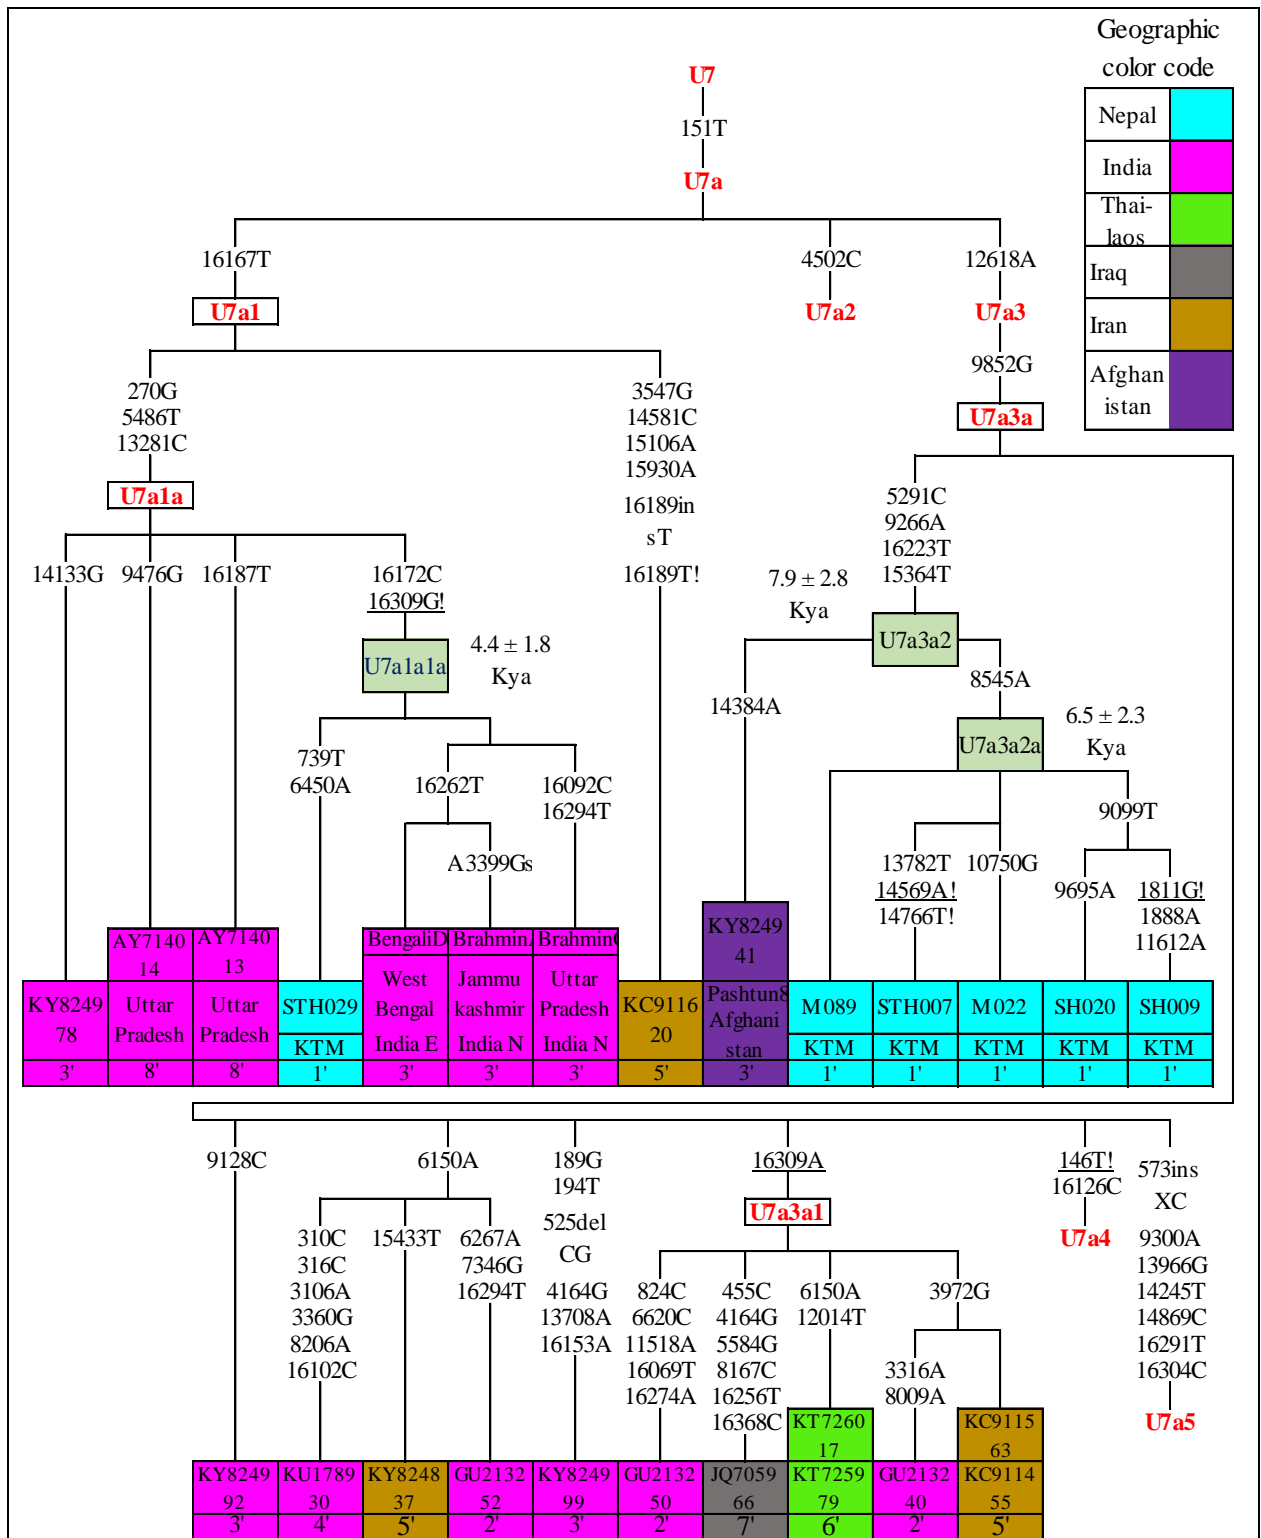 Geographic
color code
Nepal
India
Thai-
laos
Iraq
Iran
Afghan
istan
U7
151T
U7a
16167T
4502C
12618A
U7a1
U7a2
U7a3
9852G
U7a3a
270G
5486T
13281C
U7a1a
3547G
14581C
15106A
15930A
16189in
sT
16189T!
14133G
9476G
16187T
16172C
16309G!
U7a1a1a
4.4 ± 1.8
Kya
739T
6450A
16262T
16092C
16294T
A3399Gs
5291C
9266A
16223T
15364T
7.9 ± 2.8
Kya
U7a3a2
14384A
8545A
U7a3a2a
6.5 ± 2.3
Kya
13782T
14569A!
14766T!
10750G
9099T
9695A
1811G!
1888A
11612A
KY8249
78
3'
AY7140
14
Uttar
Pradesh
8'
AY7140
13
Uttar
Pradesh
8'
STH029
KTM
1'
BengaliD
West
Bengal
India E
3'
Brahmin
Jammu
kashmir
India N
3'
Brahmin
Uttar
Pradesh
India N
3'
KC9116
20
5'
KY8249
41
Pashtun8
Afghani
stan
3'
M089
KTM
1'
STH007
KTM
1'
M022
KTM
1'
SH020
KTM
1'
SH009
KTM
1'
9128C
6150A
189G
194T
525del
CG
4164G
13708A
16153A
16309A
U7a3a1
146T!
16126C
U7a4
573ins
XC
9300A
13966G
14245T
14869C
16291T
16304C
U7a5
310C
316C
3106A
3360G
8206A
16102C
15433T
6267A
7346G
16294T
824C
6620C
11518A
16069T
16274A
455C
4164G
5584G
8167C
16256T
16368C
6150A
12014T
3972G
3316A
8009A
KY8249
92
3'
KU1789
30
4'
KY8248
37
5'
GU2132
52
2'
KY8249
99
3'
GU2132
50
2'
JQ7059
66
7'
KT7260
17
KT7259
79
6'
GU2132
40
2'
KC9115
63
KC9114
55
5'